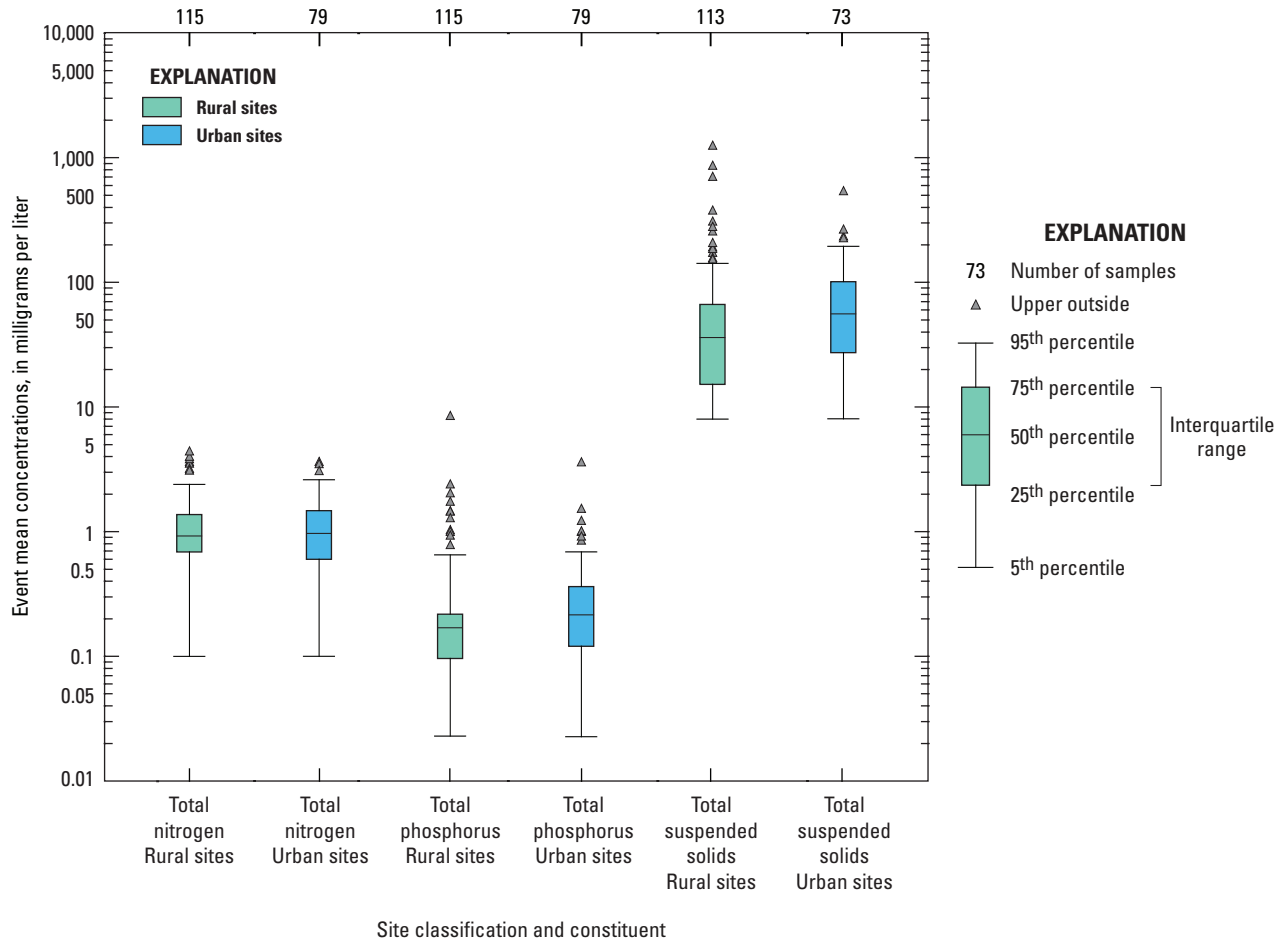 115 79 115 79 113 73
10,000
5,000
1,000
500
100
50
10
5
1
0.5
0.1
0.05
0.01
Event mean concentrations, in milligrams per liter
EXPLANATION
Rural sites
Urban sites
Total
nitrogen
Rural sites
Total
nitrogen
Urban sites
Total
phosphorus
Rural sites
Total
phosphorus
Urban sites
Total
suspended
solids
Rural sites
Total
suspended
solids
Urban sites
Site classification and constituent
EXPLANATION
73 Number of samples
Upper outside
95th percentile
75th percentile
50th percentile
25th percentile
5th percentile
Interquartile
range